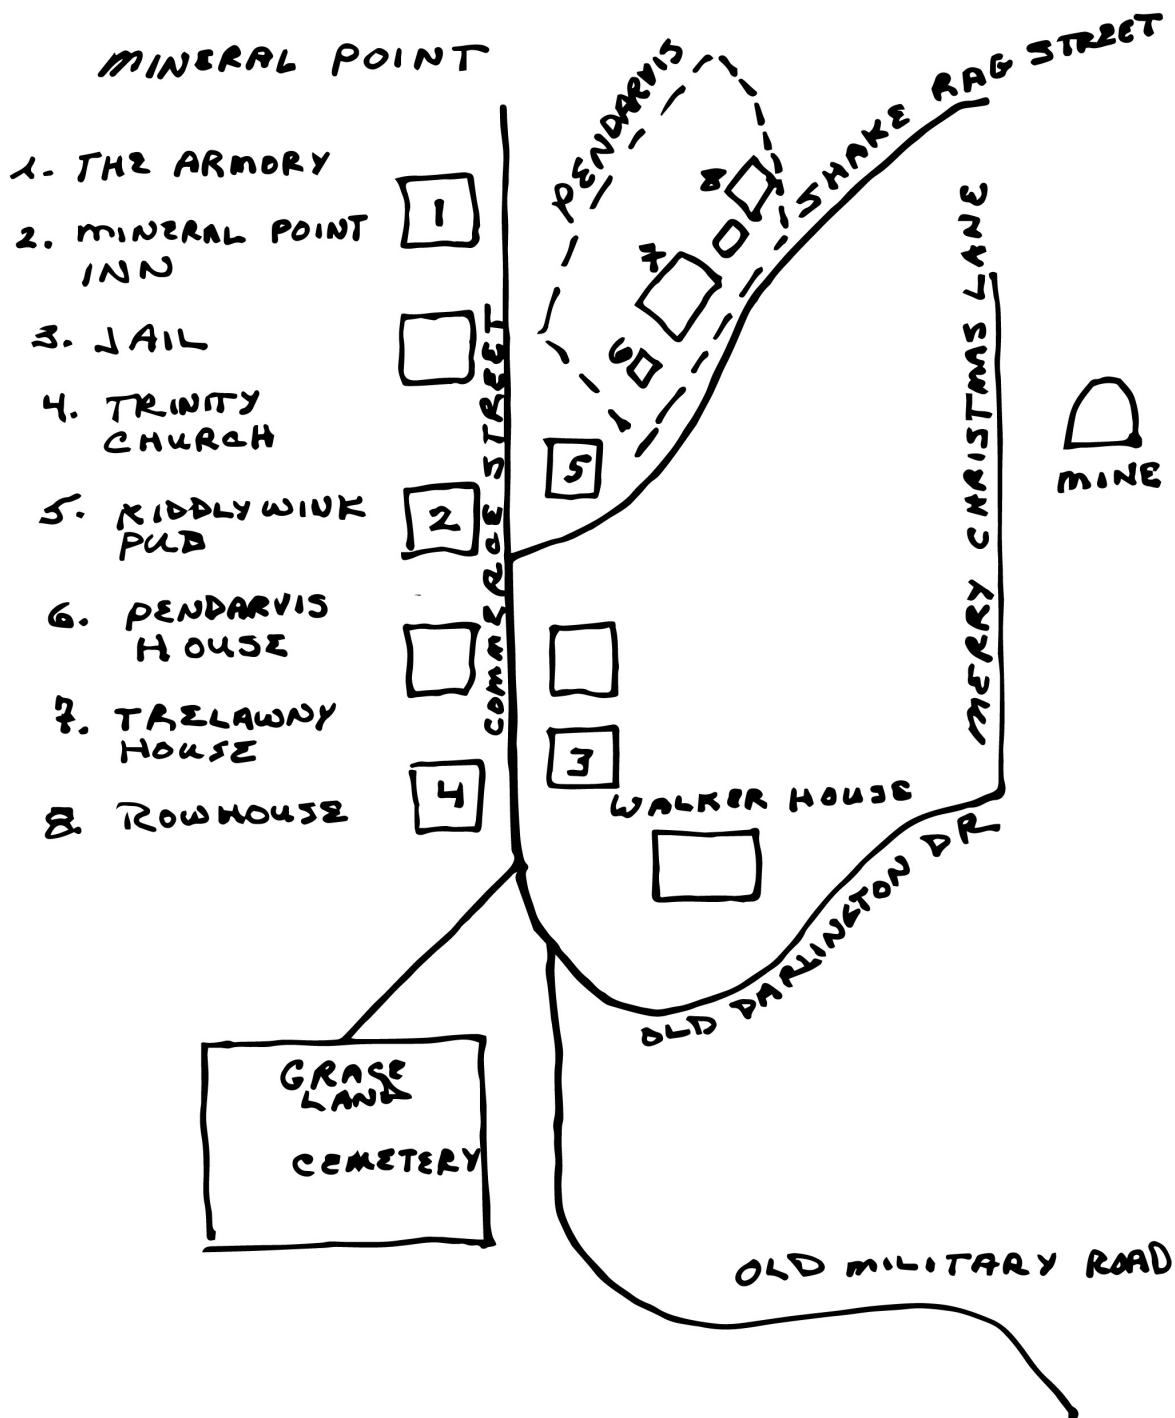 MINERAL POINT
1. THE ARMORY
2. MINERAL POINT
INN
3. JAIL
4. TRINITY
CHURCH
5. KIDDLYWINK
PUB
6. PENDARVIS
HOUSE
7. TRELAWNY
HOUSE
8. ROWHOUSE
1
2
4
COMMERCE STREET
PENDARVIS
8
7
6
5
3
SHAKE RAG STREET
MERRY CHRISTMAS LANE
MINE
WALKER HOUSE
OLD DARLINGTON DR
GRACE
LAND
CEMETERY
OLD MILITARY ROAD